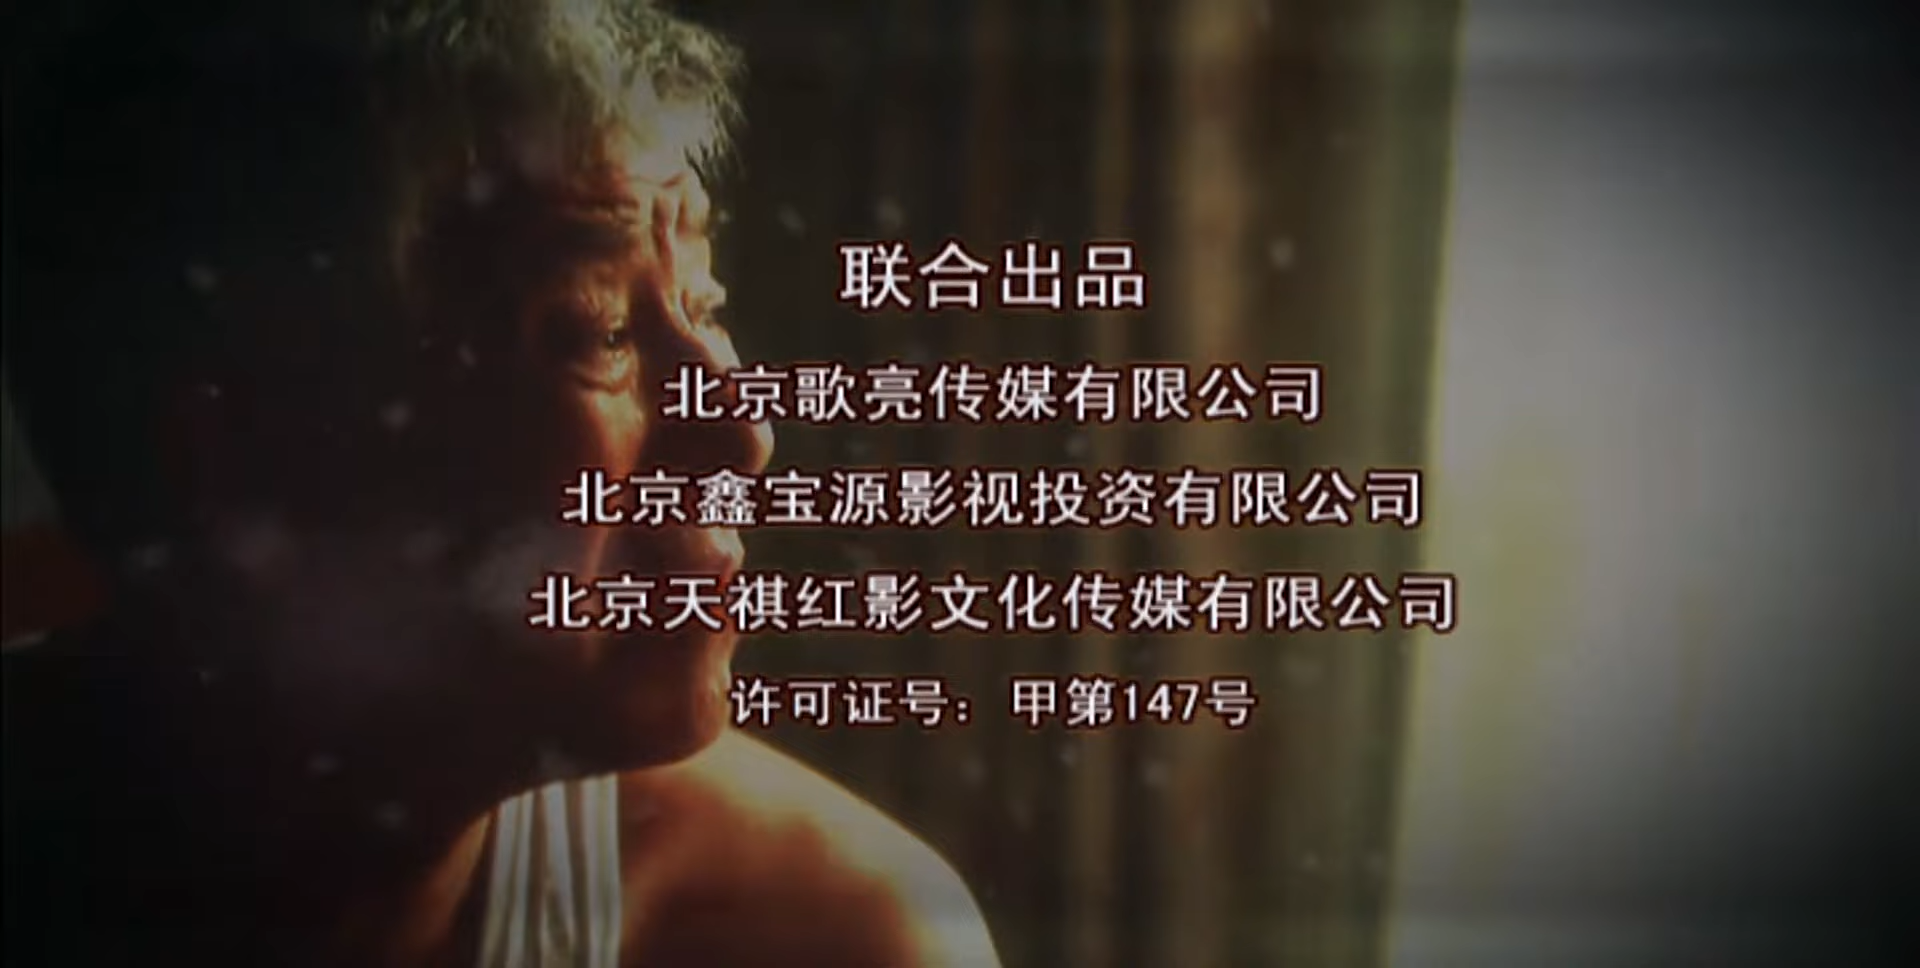 联合出品
北京歌亮传媒有限公司
北京鑫宝源影视投资有限公司
北京天祺红影文化传媒有限公司
许可证号：甲第147号